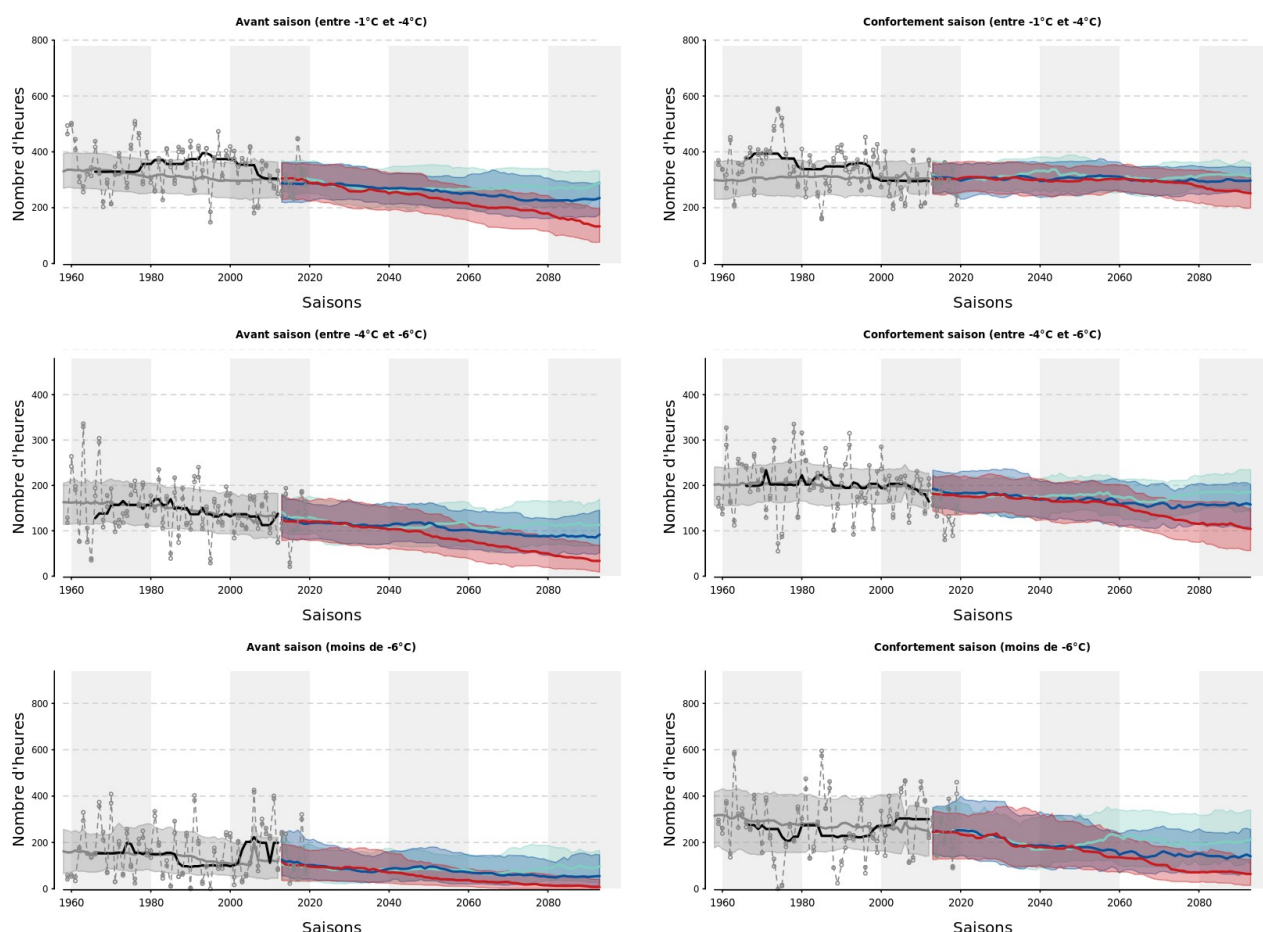 Avant saison (entre -1°C et -4°C)
800
600
400
200
0
Nombre d'heures
1960 1980 2000 2020 2040 2060 2080
Saisons
Confortement saison (entre -1°C et -4°C)
800
600
400
200
0
Nombre d'heures
1960 1980 2000 2020 2040 2060 2080
Saisons
Avant saison (entre -4°C et -6°C)
400
300
200
100
0
Nombre d'heures
1960 1980 2000 2020 2040 2060 2080
Saisons
Confortement saison (entre -4°C et -6°C)
400
300
200
100
0
Nombre d'heures
1960 1980 2000 2020 2040 2060 2080
Saisons
Avant saison (moins de -6°C)
800
600
400
200
0
Nombre d'heures
1960 1980 2000 2020 2040 2060 2080
Saisons
Confortement saison (moins de -6°C)
800
600
400
200
0
Nombre d'heures
1960 1980 2000 2020 2040 2060 2080
Saisons